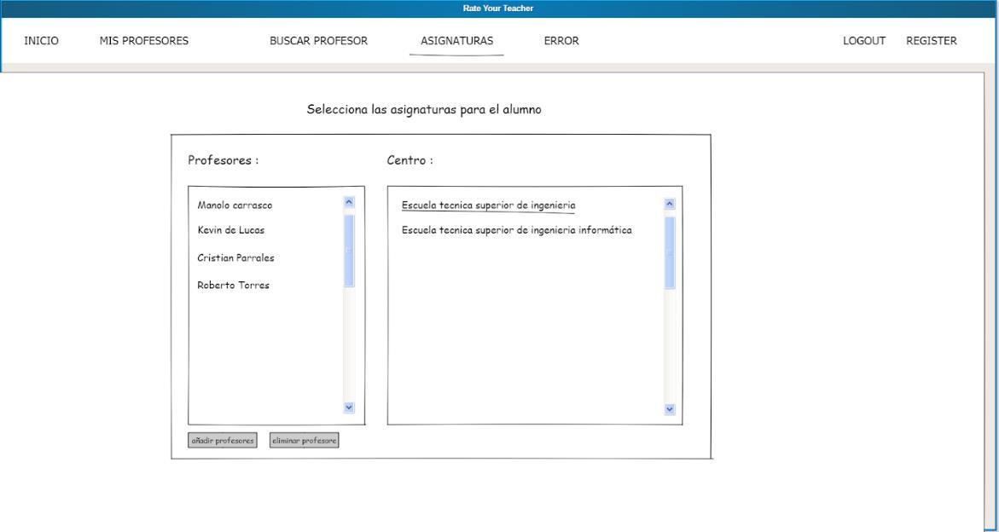 Rate Your Teacher
INICIO MIS PROFESORES BUSCAR PROFESOR ASIGNATURAS ERROR LOGOUT REGISTER
Selecciona las asignaturas para el alumno
Profesores :
Centro :
Manolo carrasco
Kevin de Lucas
Cristian Parrales
Roberto Torres
Escuela tecnica superior de ingenieria
Escuela tecnica superior de ingenieria informática
añadir profesores
eliminar profesore